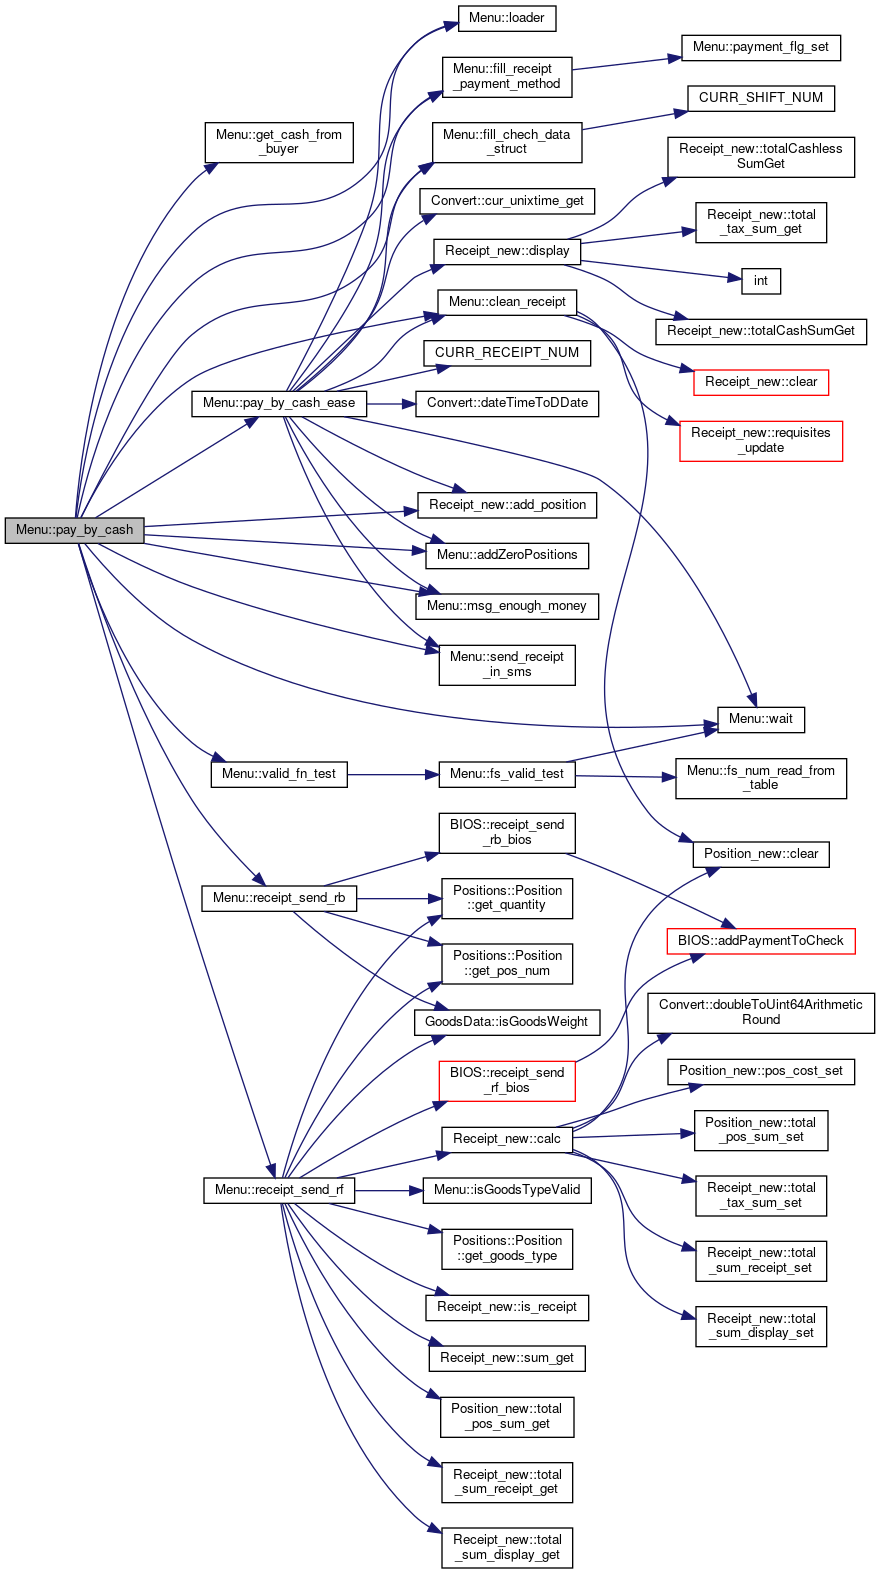 Menu::loader
Menu::payment_flg_set
Menu::fill_receipt
_payment_method
CURR_SHIFT_NUM
Menu::get_cash_from
_buyer
Menu::fill_chech_data
_struct
Receipt_new::totalCashless
SumGet
Convert::cur_unixtime_get
Receipt_new::total
_tax_sum_get
Receipt_new::display
int
Menu::clean_receipt
Receipt_new::totalCashSumGet
CURR_RECEIPT_NUM
Receipt_new::clear
Menu::pay_by_cash_ease
Convert::dateTimeToDDate
Receipt_new::requisites
_update
Receipt_new::add_position
Menu::pay_by_cash
Menu::addZeroPositions
Menu::msg_enough_money
Menu::send_receipt
_in_sms
Menu::wait
Menu::valid_fn_test
Menu::fs_valid_test
Menu::fs_num_read_from
_table
BIOS::receipt_send
_rb_bios
Position_new::clear
Menu::receipt_send_rb
Positions::Position
::get_quantity
BIOS::addPaymentToCheck
Positions::Position
::get_pos_num
Convert::doubleToUint64Arithmetic
Round
GoodsData::isGoodsWeight
BIOS::receipt_send
_rf_bios
Position_new::pos_cost_set
Receipt_new::calc
Position_new::total
_pos_sum_set
Menu::receipt_send_rf
Menu::isGoodsTypeValid
Receipt_new::total
_tax_sum_set
Positions::Position
::get_goods_type
Receipt_new::total
_sum_receipt_set
Receipt_new::is_receipt
Receipt_new::total
_sum_display_set
Receipt_new::sum_get
Position_new::total
_pos_sum_get
Receipt_new::total
_sum_receipt_get
Receipt_new::total
_sum_display_get